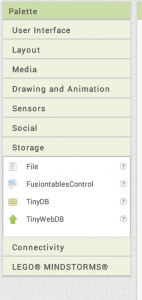 Palette
User Interface
Layout
Media
Drawing and Animation
Sensors
Social
Storage
File
FusiontablesControl
TinyDB
TinyWebDB
Connectivity
LEGO® MINDSTORMS®